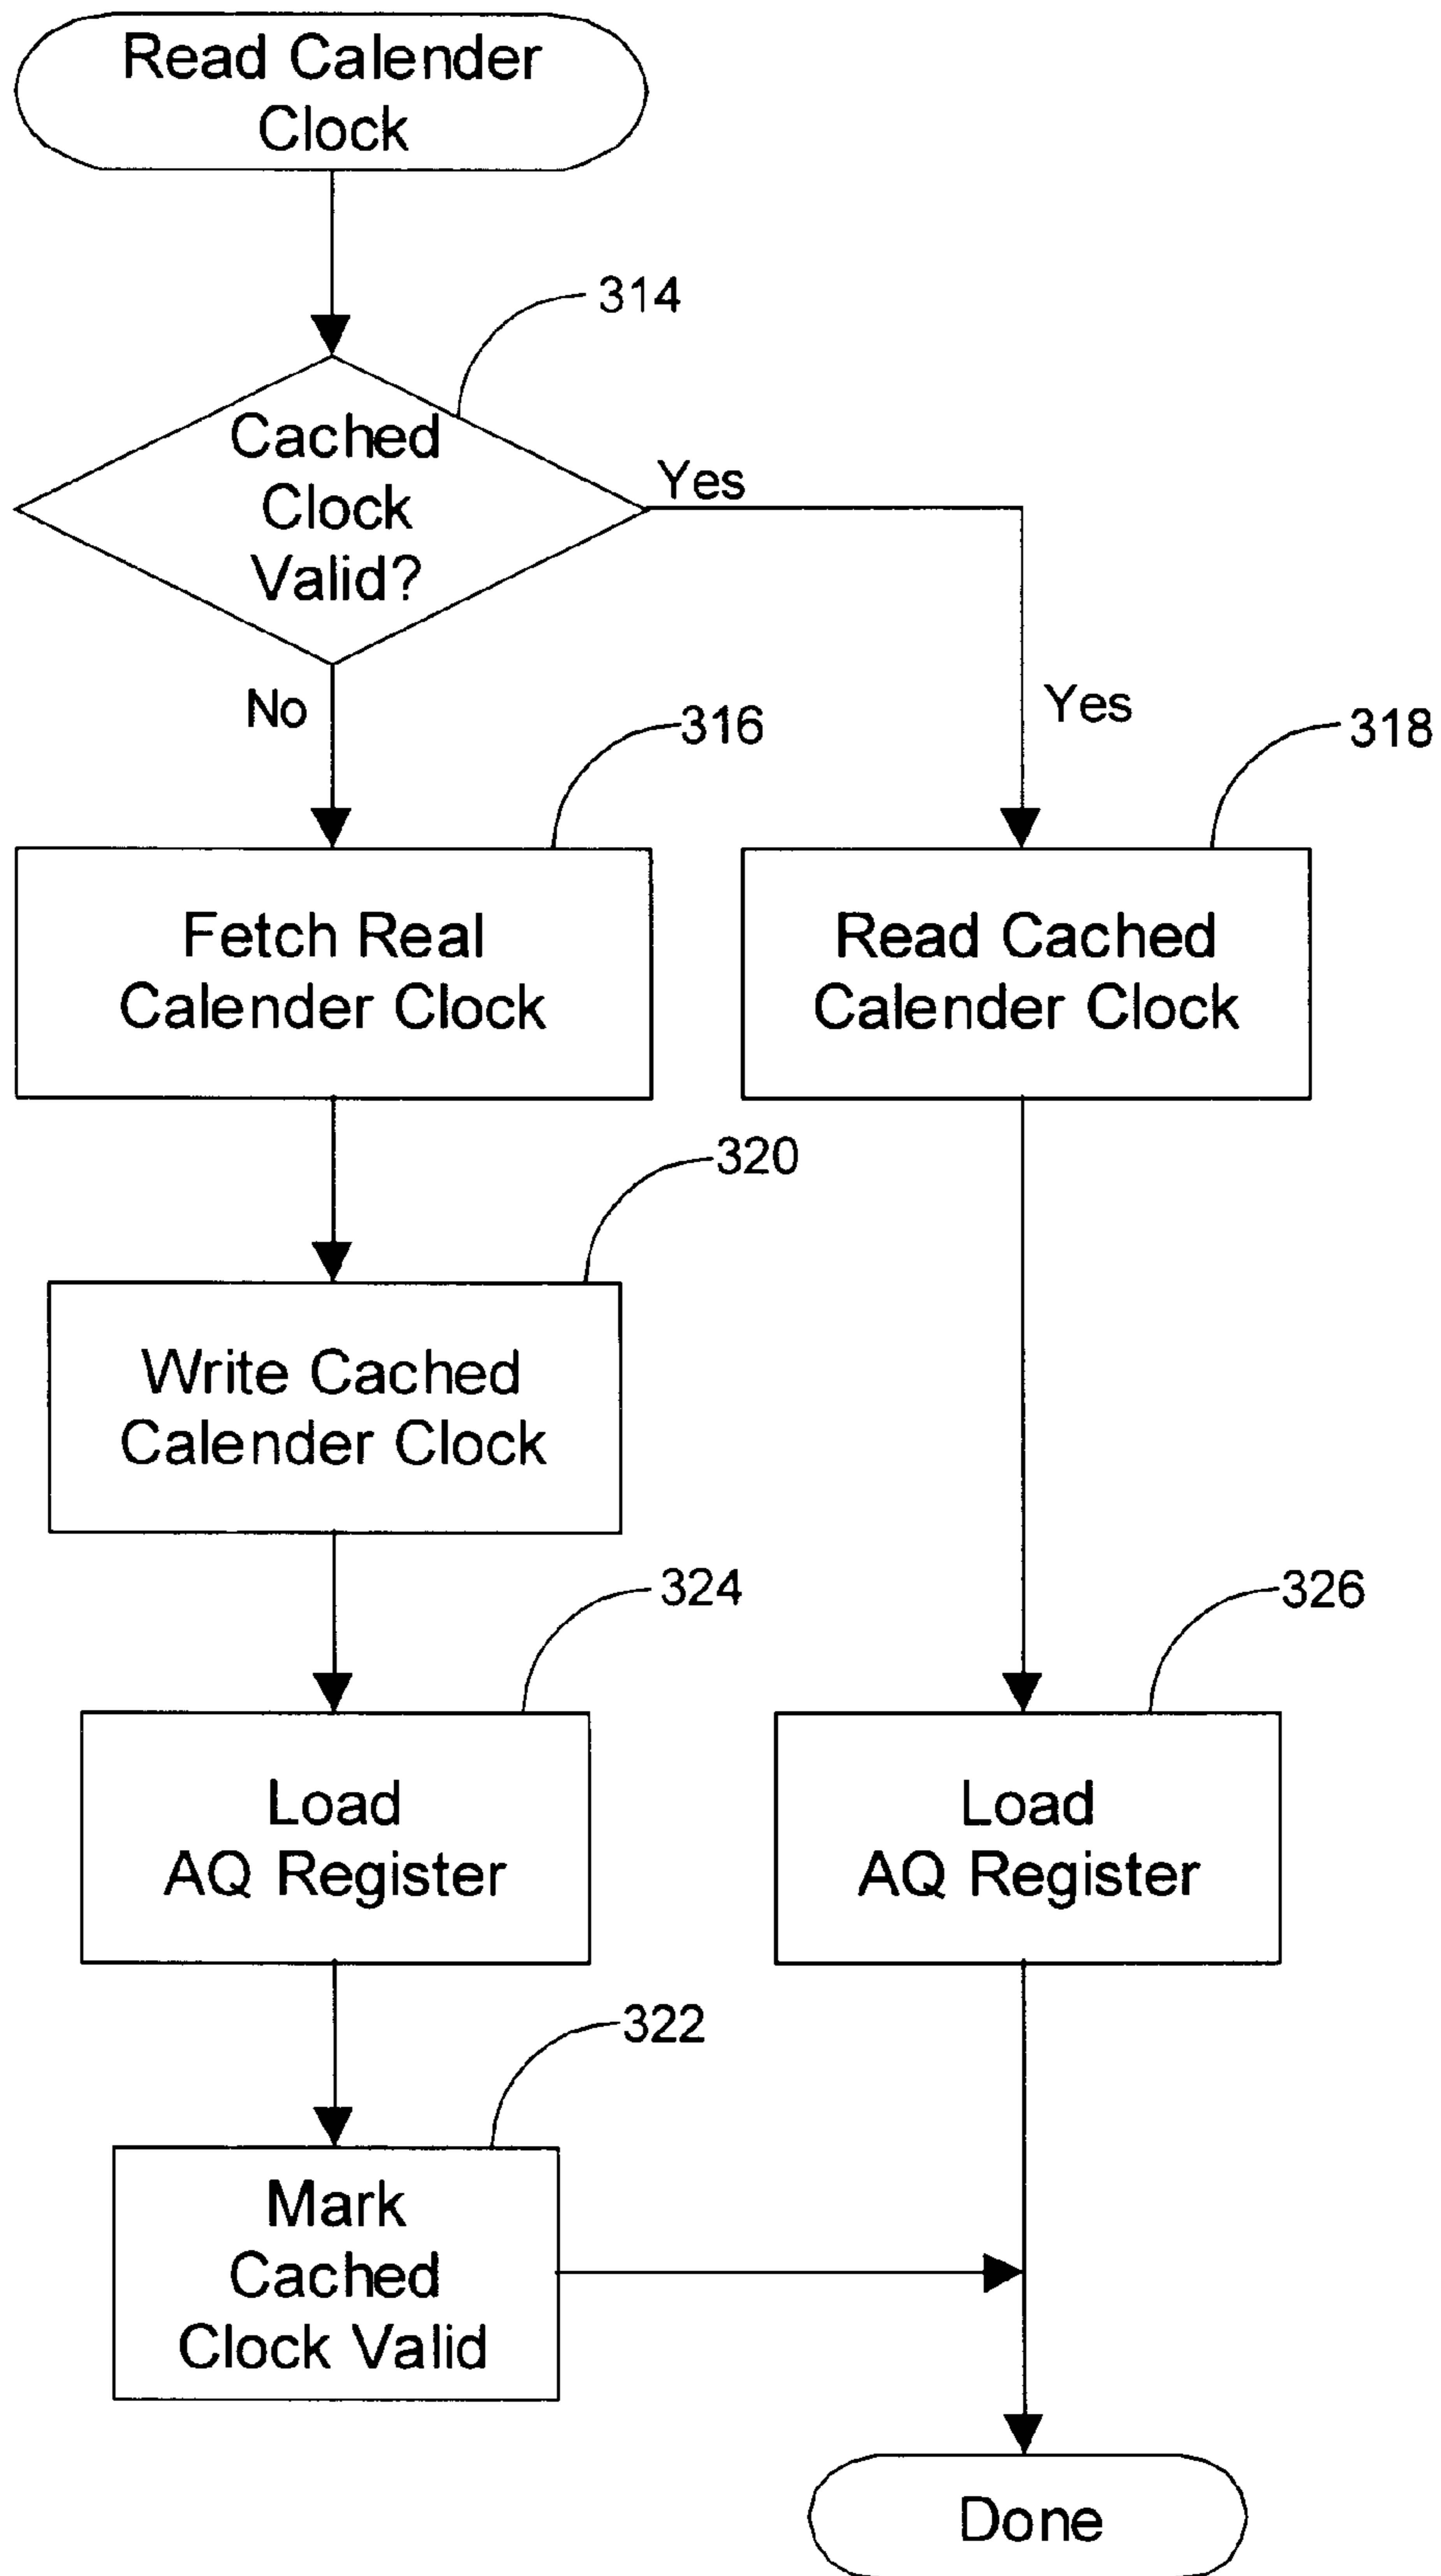 Read Calender
Clock
314
Cached
Clock
Valid?
Yes
No
Yes
316
318
Fetch Real
Calender Clock
Read Cached
Calender Clock
320
Write Cached
Calender Clock
324
326
Load
AQ Register
Load
AQ Register
322
Mark
Cached
Clock Valid
Done